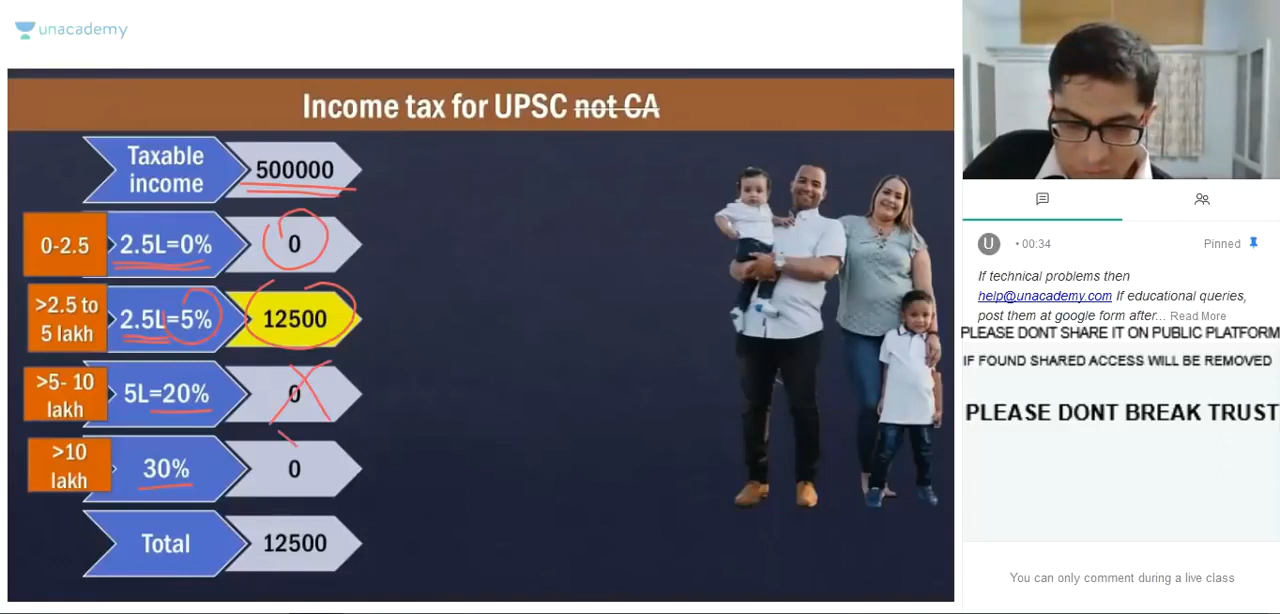 unacademy
Income tax for UPSC not CA
Taxable
income
500000
0-2.5
2.5L=0%
0
>2.5 to
5 lakh
2.5L=5%
12500
>5- 10
lakh
5L=20%
0
>10
lakh
30%
0
Total
12500
U
• 00:34
Pinned
If technical problems then
help@unacademy.com If educational queries,
post them at google form after... Read More
PLEASE DONT SHARE IT ON PUBLIC PLATFORM
IF FOUND SHARED ACCESS WILL BE REMOVED
PLEASE DONT BREAK TRUST
You can only comment during a live class